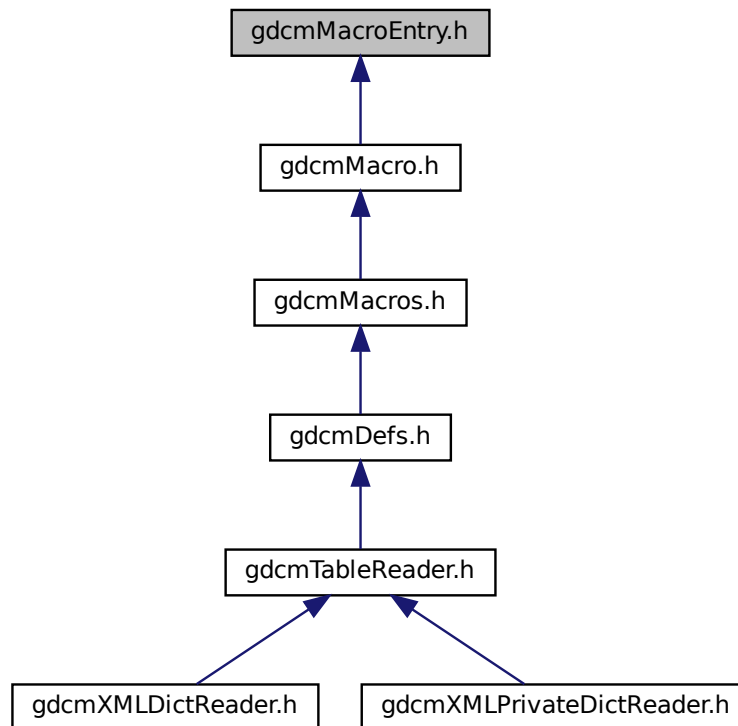 gdcmMacroEntry.h
gdcmMacro.h
gdcmMacros.h
gdcmDefs.h
gdcmTableReader.h
gdcmXMLDictReader.h
gdcmXMLPrivateDictReader.h